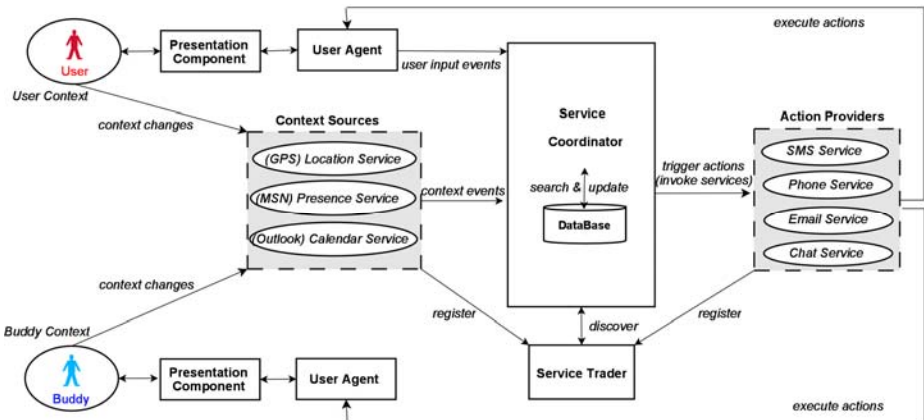 execute actions
Presentation
Component
User Agent
User
user input events
User Context
context changes
Context Sources
(GPS) Location Service
(MSN) Presence Service
(Outlook) Calendar Service
context events
Service
Coordinator
search & update
DataBase
trigger actions
(invoke services)
Action Providers
SMS Service
Phone Service
Email Service
Chat Service
context changes
register
discover
register
Buddy Context
Buddy
Presentation
Component
User Agent
Service Trader
execute actions